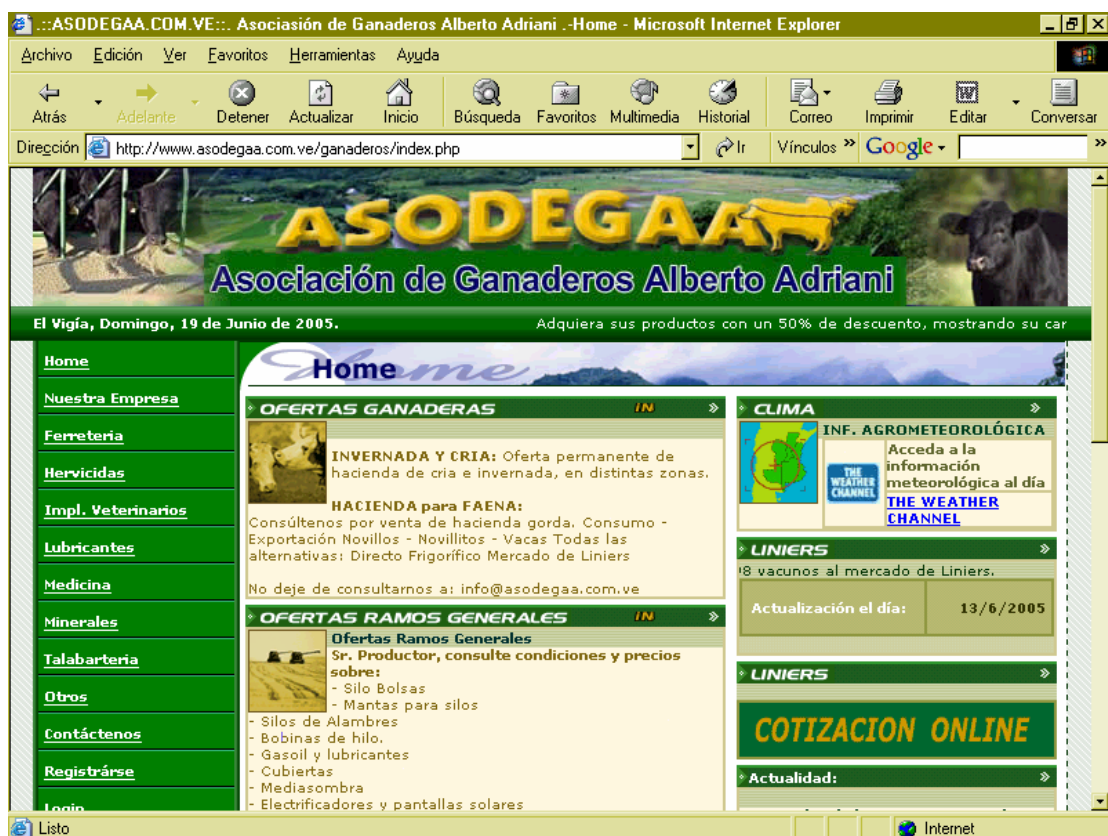 .::ASODEGAA.COM.VE::. Asociasión de Ganaderos Alberto Adriani .-Home - Microsoft Internet Explorer
Archivo Edición Ver Favoritos Herramientas Ayuda
Atrás Adelante Detener Actualizar Inicio Búsqueda Favoritos Multimedia Historial Correo Imprimir Editar Conversar
Dirección http://www.asodegaa.com.ve/ganaderos/index.php Ir Vínculos » Google »
ASODEGAA
Asociación de Ganaderos Alberto Adriani
El Vigía, Domingo, 19 de Junio de 2005. Adquiera sus productos con un 50% de descuento, mostrando su car
Home
Nuestra Empresa
Ferreteria
Hervicidas
Impl. Veterinarios
Lubricantes
Medicina
Minerales
Talabarteria
Otros
Contáctenos
Registrárse
Login
Home
Home
OFERTAS GANADERAS IN »
INVERNADA Y CRIA: Oferta permanente de
hacienda de cria e invernada, en distintas zonas.
HACIENDA para FAENA:
Consúltenos por venta de hacienda gorda. Consumo -
Exportación Novillos - Novillitos - Vacas Todas las
alternativas: Directo Frigorífico Mercado de Liniers
No deje de consultarnos a: info@asodegaa.com.ve
OFERTAS RAMOS GENERALES IN »
Ofertas Ramos Generales
Sr. Productor, consulte condiciones y precios
sobre:
- Silo Bolsas
- Mantas para silos
- Silos de Alambres
- Bobinas de hilo.
- Gasoil y lubricantes
- Cubiertas
- Mediasombra
- Electrificadores y pantallas solares
CLIMA »
INF. AGROMETEOROLÓGICA
THE
WEATHER
CHANNEL
Acceda a la
información
meteorológica al día
THE WEATHER
CHANNEL
LINIERS »
8 vacunos al mercado de Liniers.
Actualización el día: 13/6/2005
LINIERS »
COTIZACION ONLINE
Actualidad: »
Listo Internet